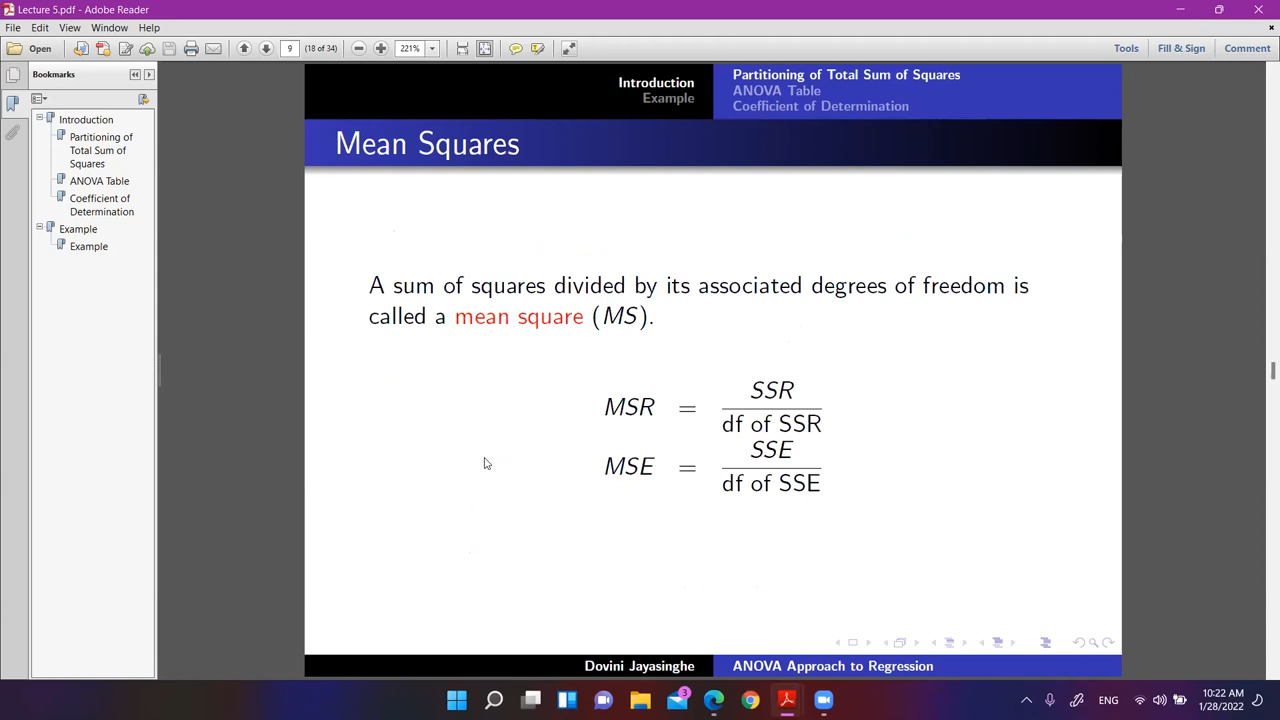 Lecture 5.pdf - Adobe Reader
File Edit View Window Help
Open 9 (18 of 34) 221% Tools Fill & Sign Comment
Bookmarks
Introduction
Partitioning of
Total Sum of
Squares
ANOVA Table
Coefficient of
Determination
Example
Example
Introduction
Example
Partitioning of Total Sum of Squares
ANOVA Table
Coefficient of Determination
Mean Squares
A sum of squares divided by its associated degrees of freedom is
called a mean square (MS).
MSR = SSR / df of SSR
MSE = SSE / df of SSE
Dovini Jayasinghe ANOVA Approach to Regression
3
ENG
10:22 AM
1/28/2022